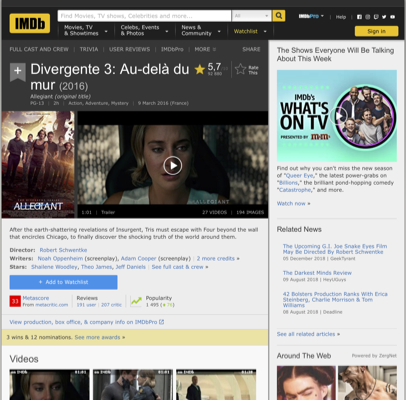 IMDb
Find Movies, TV shows, Celebrities and more...
All
IMDbPro
Help
Movies, TV & Showtimes
Celebs, Events & Photos
News & Community
Watchlist
Sign in
FULL CAST AND CREW | TRIVIA | USER REVIEWS | IMDbPro | MORE
SHARE
Divergente 3: Au-delà du mur (2016)
5,7
Rate This
Allegiant (original title)
PG-13 | 2h | Action, Adventure, Mystery | 9 March 2016 (France)
ALLEGIANT
ALLEGIANT
1:01 | Trailer
27 VIDEOS | 194 IMAGES
After the earth-shattering revelations of Insurgent, Tris must escape with Four beyond the wall
that encircles Chicago, to finally discover the shocking truth of the world around them.
Director: Robert Schwentke
Writers: Noah Oppenheim (screenplay), Adam Cooper (screenplay) | 2 more credits »
Stars: Shailene Woodley, Theo James, Jeff Daniels | See full cast & crew »
+ Add to Watchlist
33
Metascore
From metacritic.com
Reviews
191 user | 207 critic
Popularity
View production, box office, & company info on IMDbPro
3 wins & 12 nominations. See more awards »
Videos
The Shows Everyone Will Be Talking
About This Week
IMDb's
WHAT'S
ON TV
PRESENTED BY
Find out why you can't miss the new season
of "Queer Eye," the latest power-grabs on
"Billions," the brilliant pond-hopping comedy
"Catastrophe," and more.
Watch now »
Related News
The Upcoming G.I. Joe Snake Eyes Film
May Be Directed By Robert Schwentke
05 December 2018 | GeekTyrant
The Darkest Minds Review
09 August 2018 | HeyUGuys
42 Bolsters Production Ranks With Erica
Steinberg, Charlie Morrison & Tom
Williams
08 August 2018 | Deadline
See all related articles »
Around The Web
Powered by ZergNet